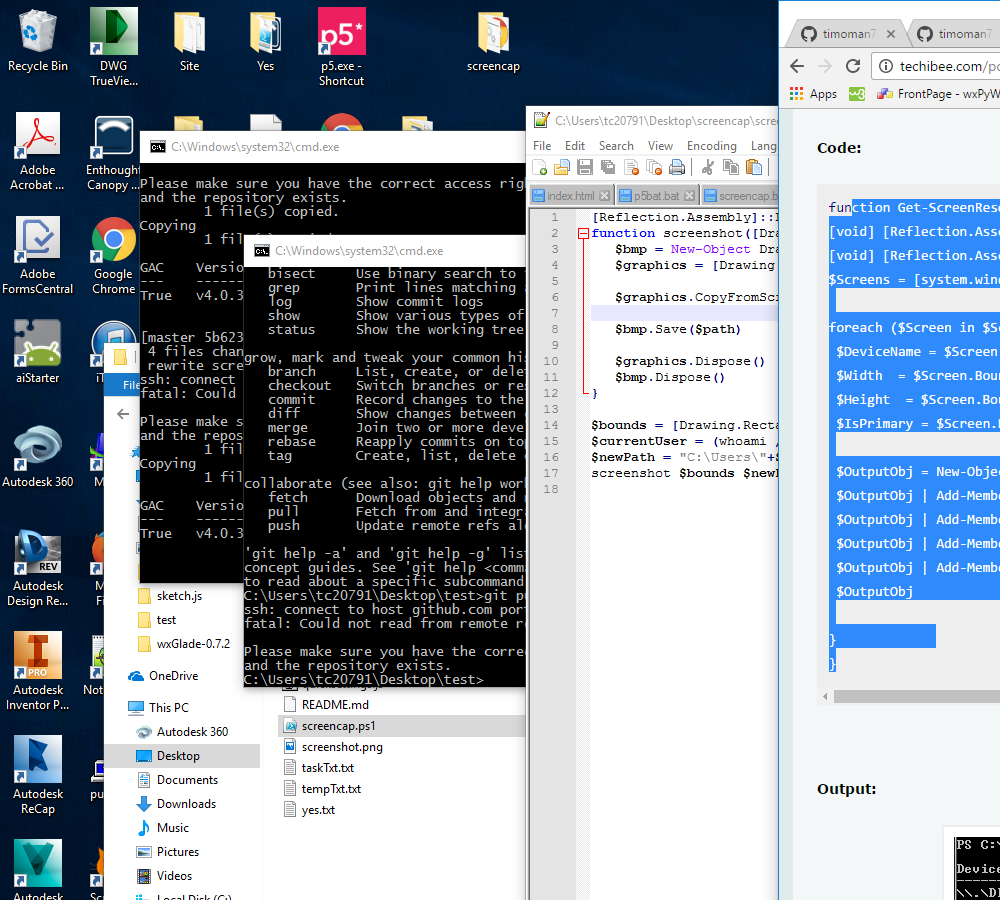 Recycle Bin
DWG
TrueVie...
Site
Yes
p5*
p5.exe -
Shortcut
screencap
Adobe
Acrobat ...
Enthought
Canopy ...
Adobe
FormsCentral
Google
Chrome
aiStarter
Autodesk 360
REV
Autodesk
Design Re...
PRO
Autodesk
Inventor P...
Autodesk
ReCap
Autodesk
C:\Windows\system32\cmd.exe
Please make sure you have the correct access rig
and the repository exists.
1 file(s) copied.
Copying
1 fil
GAC Versio
--- ------
True v4.0.3
[master 5b623
4 files chan
rewrite scre
ssh: connect
fatal: Could
Please make s
and the repos
1 fil
Copying
1 fil
GAC Versio
--- ------
True v4.0.3
C:\Windows\system32\cmd.exe
bisect Use binary search to
grep Print lines matching
log Show commit logs
show Show various types of
status Show the working tree
grow, mark and tweak your common his
branch List, create, or dele
checkout Switch branches or res
commit Record changes to the
diff Show changes between
merge Join two or more deve
rebase Reapply commits on top
tag Create, list, delete
collaborate (see also: git help work
fetch Download objects and
pull Fetch from and integra
push Update remote refs alo
'git help -a' and 'git help -g' list
concept guides. See 'git help <comma
to read about a specific subcommand
C:\Users\tc20791\Desktop\test>git pu
ssh: connect to host github.com port
fatal: Could not read from remote re
Please make sure you have the corre
and the repository exists.
C:\Users\tc20791\Desktop\test>
File
sketch.js
test
wxGlade-0.7.2
OneDrive
This PC
Autodesk 360
Desktop
Documents
Downloads
Music
Pictures
Videos
Local Disk (C:)
README.md
screencap.ps1
screenshot.png
taskTxt.txt
tempTxt.txt
yes.txt
C:\Users\tc20791\Desktop\screencap\scree
File Edit Search View Encoding Lang
index.html p5bat.bat screencap.b
1 [Reflection.Assembly]::
2 function screenshot([Dra
3 $bmp = New-Object Dra
4 $graphics = [Drawing
5
6 $graphics.CopyFromScr
7
8 $bmp.Save($path)
9
10 $graphics.Dispose()
11 $bmp.Dispose()
12 }
13
14 $bounds = [Drawing.Recta
15 $currentUser = (whoami /
16 $newPath = "C:\Users\"+$
17 screenshot $bounds $newP
18
timoman7
timoman7
techibee.com/po
Apps
w3
FrontPage - wxPyW
Code:
function Get-ScreenReso
[void] [Reflection.Asse
[void] [Reflection.Asse
$Screens = [system.wind
foreach ($Screen in $Sc
$DeviceName = $Screen
$Width = $Screen.Bou
$Height = $Screen.Bou
$IsPrimary = $Screen.
$OutputObj = New-Objec
$OutputObj | Add-Membe
$OutputObj | Add-Membe
$OutputObj | Add-Membe
$OutputObj | Add-Membe
$OutputObj
}
}
Output:
PS C:\
Device
\\.\DI